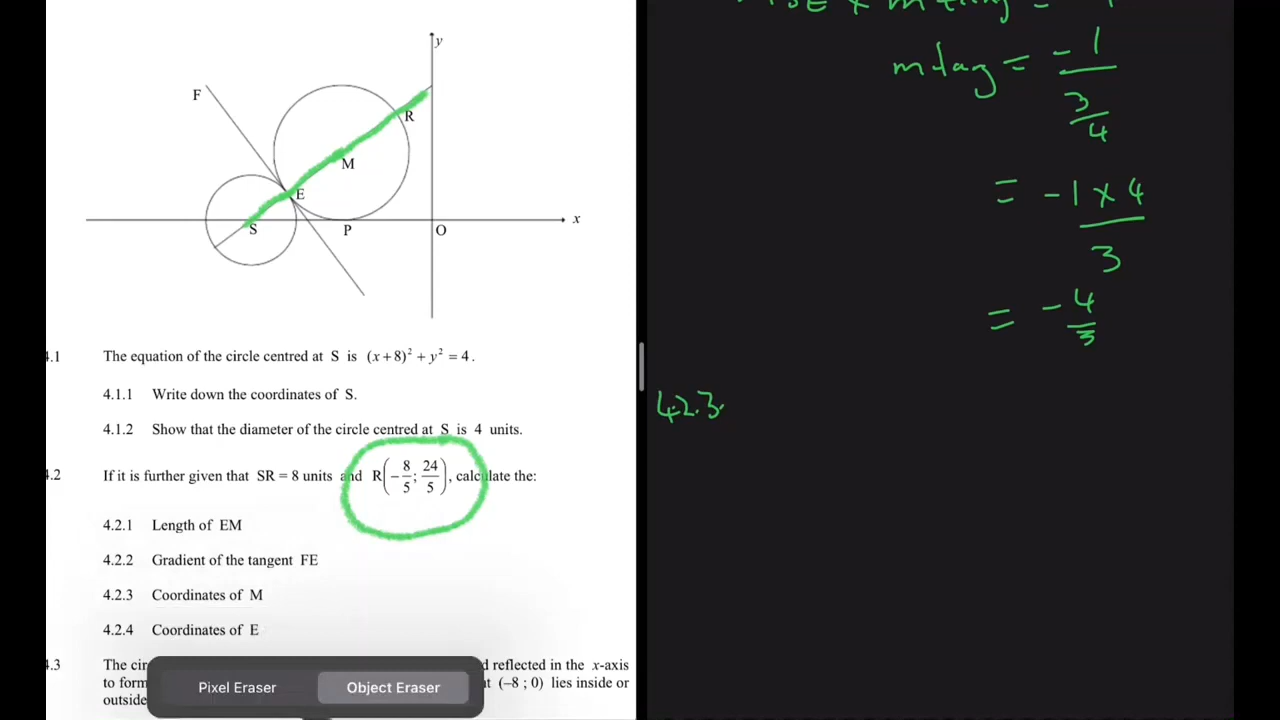 y
F
R
M
E
x
S
P
O
4.1 The equation of the circle centred at S is (x+8)² + y² = 4.
4.1.1 Write down the coordinates of S.
4.1.2 Show that the diameter of the circle centred at S is 4 units.
4.2 If it is further given that SR = 8 units and R(−8/5; 24/5), calculate the:
4.2.1 Length of EM
4.2.2 Gradient of the tangent FE
4.2.3 Coordinates of M
4.2.4 Coordinates of E
4.3 The cir d reflected in the x-axis
to form t (−8 ; 0) lies inside or
outside
Pixel Eraser Object Eraser
m tang = -1
3/4
= -1 x 4
3
= -4/3
4.2.3.